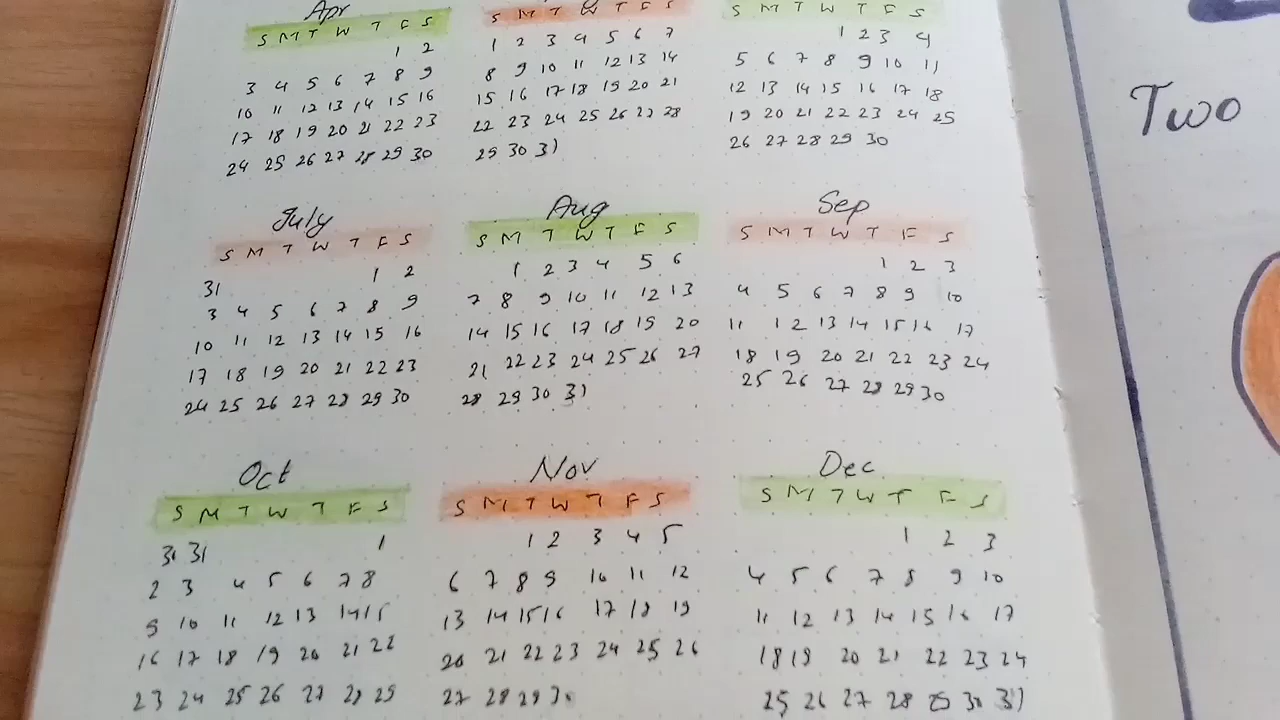 Apr
S M T W T F S
1 2
3 4 5 6 7 8 9
10 11 12 13 14 15 16
17 18 19 20 21 22 23
24 25 26 27 28 29 30
S M T W T F S
1 2 3 4 5 6 7
8 9 10 11 12 13 14
15 16 17 18 19 20 21
22 23 24 25 26 27 28
29 30 31
S M T W T F S
1 2 3 4
5 6 7 8 9 10 11
12 13 14 15 16 17 18
19 20 21 22 23 24 25
26 27 28 29 30
July
S M T W T F S
31 1 2
3 4 5 6 7 8 9
10 11 12 13 14 15 16
17 18 19 20 21 22 23
24 25 26 27 28 29 30
Aug
S M T W T F S
1 2 3 4 5 6
7 8 9 10 11 12 13
14 15 16 17 18 19 20
21 22 23 24 25 26 27
28 29 30 31
Sep
S M T W T F S
1 2 3
4 5 6 7 8 9 10
11 12 13 14 15 16 17
18 19 20 21 22 23 24
25 26 27 28 29 30
Oct
S M T W T F S
31 31 1
2 3 4 5 6 7 8
9 10 11 12 13 14 15
16 17 18 19 20 21 22
23 24 25 26 27 28 29
Nov
S M T W T F S
1 2 3 4 5
6 7 8 9 10 11 12
13 14 15 16 17 18 19
20 21 22 23 24 25 26
27 28 29 30
Dec
S M T W T F S
1 2 3
4 5 6 7 8 9 10
11 12 13 14 15 16 17
18 19 20 21 22 23 24
25 26 27 28 29 30 31
Two